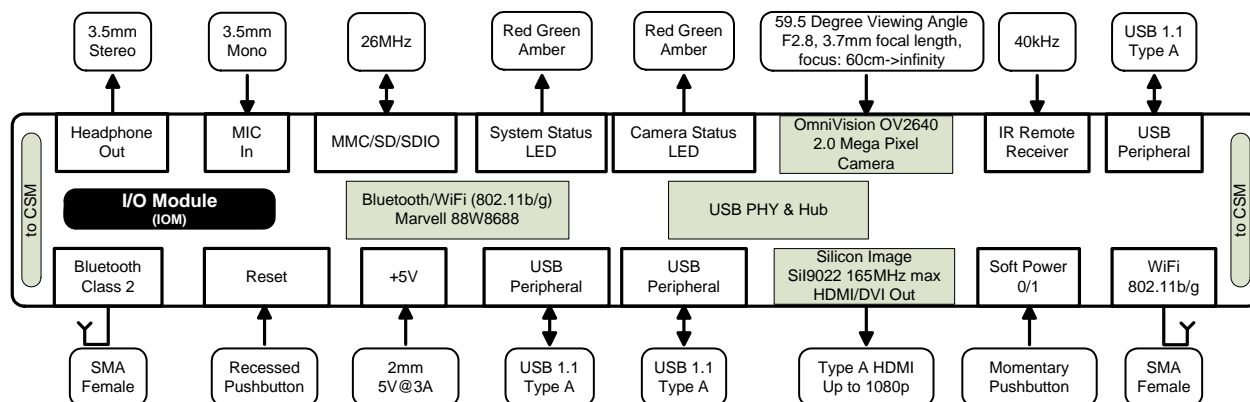 3.5mm
Stereo
3.5mm
Mono
26MHz
Red Green
Amber
Red Green
Amber
59.5 Degree Viewing Angle
F2.8, 3.7mm focal length,
focus: 60cm->infinity
40kHz
USB 1.1
Type A
Headphone
Out
MIC
In
MMC/SD/SDIO
System Status
LED
Camera Status
LED
OmniVision OV2640
2.0 Mega Pixel
Camera
IR Remote
Receiver
USB
Peripheral
to CSM
I/O Module
(IOM)
Bluetooth/WiFi (802.11b/g)
Marvell 88W8688
USB PHY & Hub
to CSM
Bluetooth
Class 2
Reset
+5V
USB
Peripheral
USB
Peripheral
Silicon Image
SiI9022 165MHz max
HDMI/DVI Out
Soft Power
0/1
WiFi
802.11b/g
SMA
Female
Recessed
Pushbutton
2mm
5V@3A
USB 1.1
Type A
USB 1.1
Type A
Type A HDMI
Up to 1080p
Momentary
Pushbutton
SMA
Female